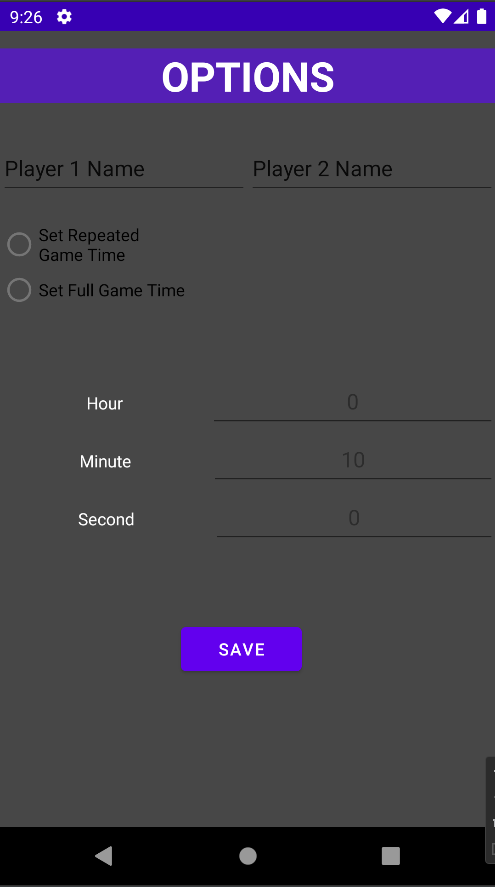 9:26
OPTIONS
Player 1 Name
Player 2 Name
Set Repeated
Game Time
Set Full Game Time
Hour
0
Minute
10
Second
0
SAVE